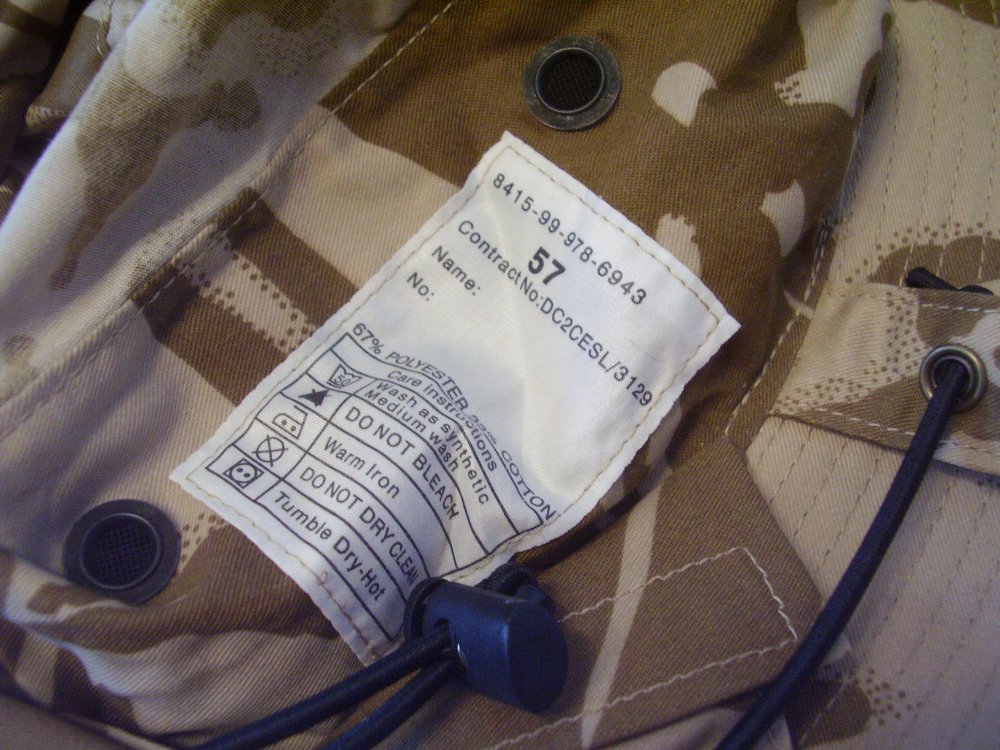 8415-99-978-6943
57
Contract No:DC2CESL/3129
Name:
No:
67% POLYESTER 33% COTTON
Care instructions
50
Wash as synthetic
Medium wash
DO NOT BLEACH
Warm Iron
DO NOT DRY CLEAN
Tumble Dry-Hot